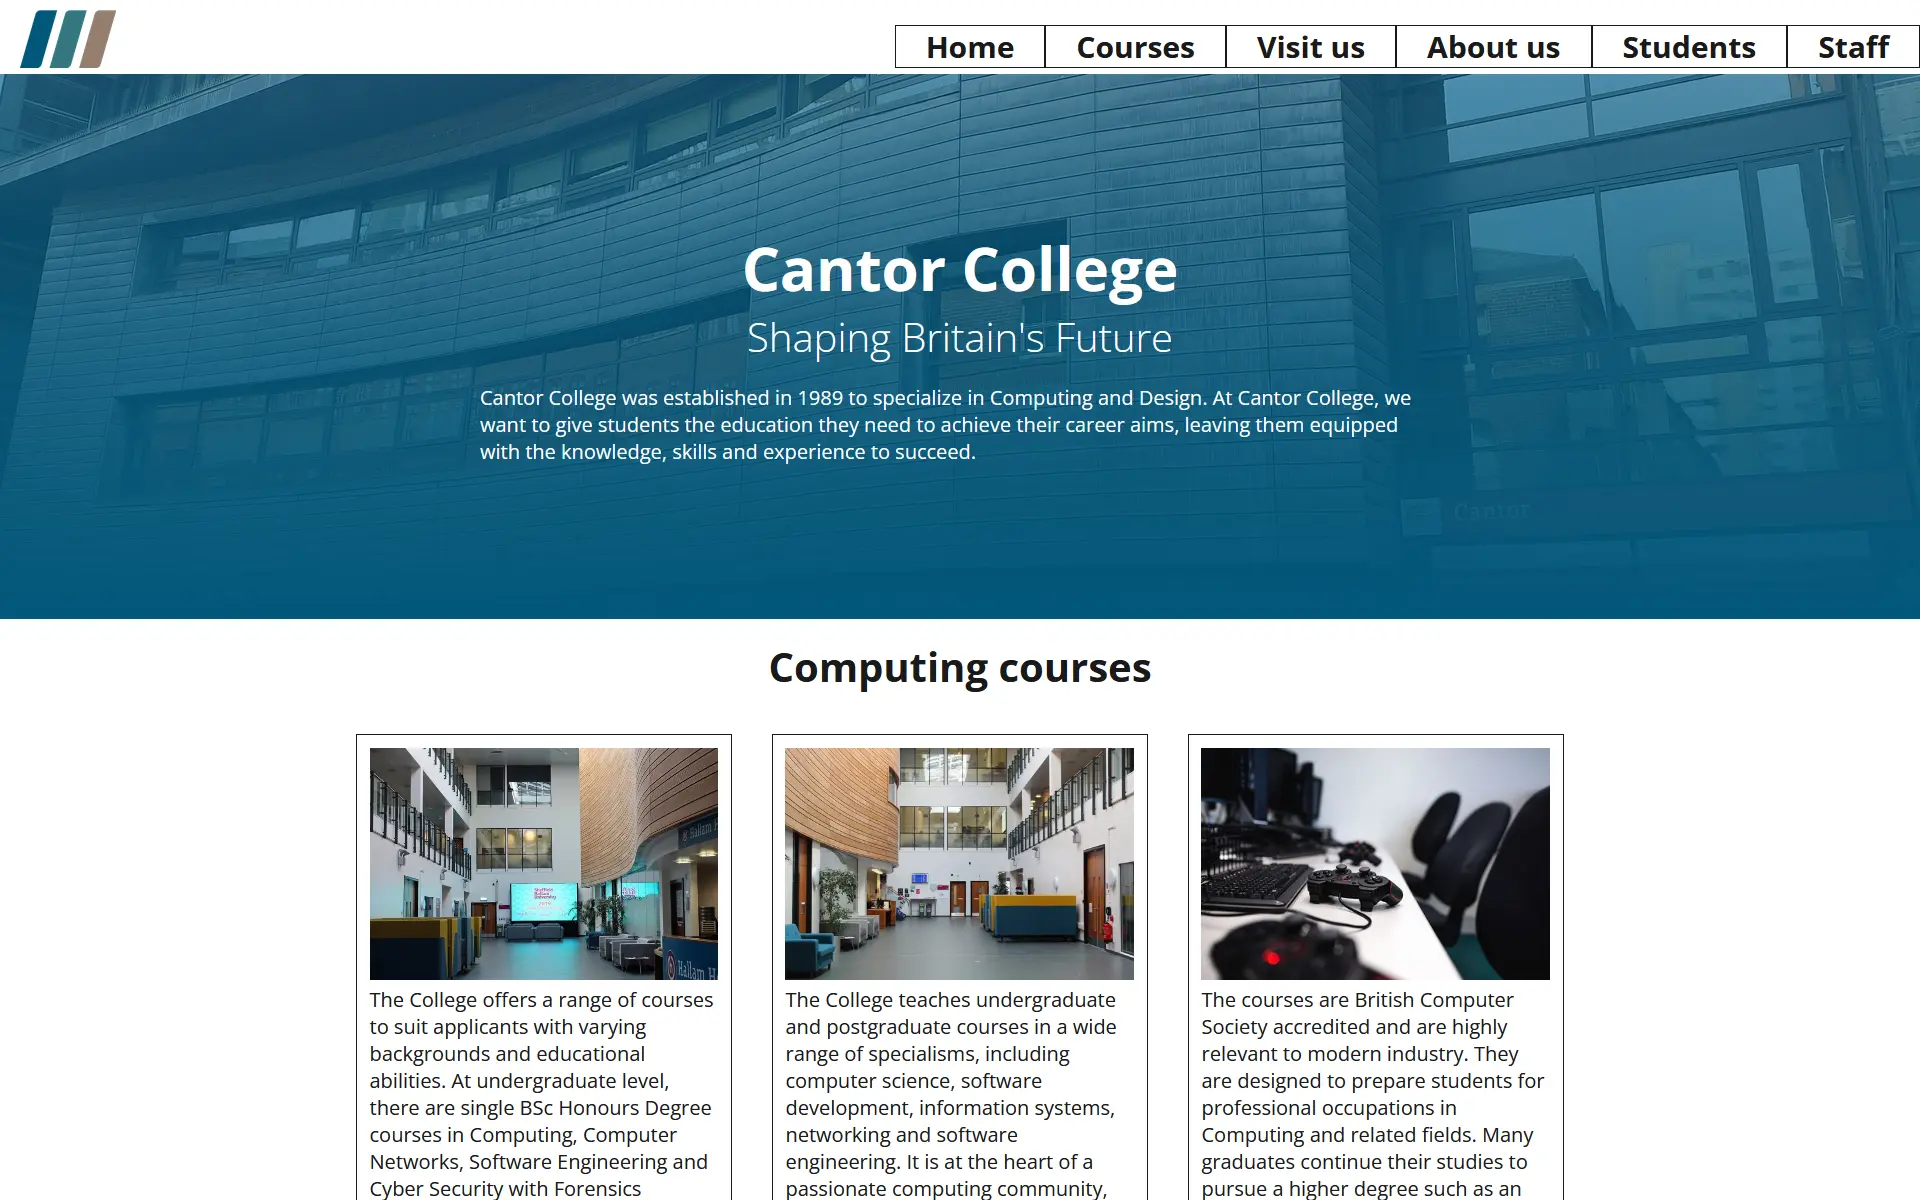 Home Courses Visit us About us Students Staff
Cantor College
Shaping Britain's Future
Cantor College was established in 1989 to specialize in Computing and Design. At Cantor College, we
want to give students the education they need to achieve their career aims, leaving them equipped
with the knowledge, skills and experience to succeed.
Cantor
Computing courses
Sheffield
Hallam
University
Hallam H
Hallam H
The College offers a range of courses
to suit applicants with varying
backgrounds and educational
abilities. At undergraduate level,
there are single BSc Honours Degree
courses in Computing, Computer
Networks, Software Engineering and
Cyber Security with Forensics
The College teaches undergraduate
and postgraduate courses in a wide
range of specialisms, including
computer science, software
development, information systems,
networking and software
engineering. It is at the heart of a
passionate computing community,
The courses are British Computer
Society accredited and are highly
relevant to modern industry. They
are designed to prepare students for
professional occupations in
Computing and related fields. Many
graduates continue their studies to
pursue a higher degree such as an